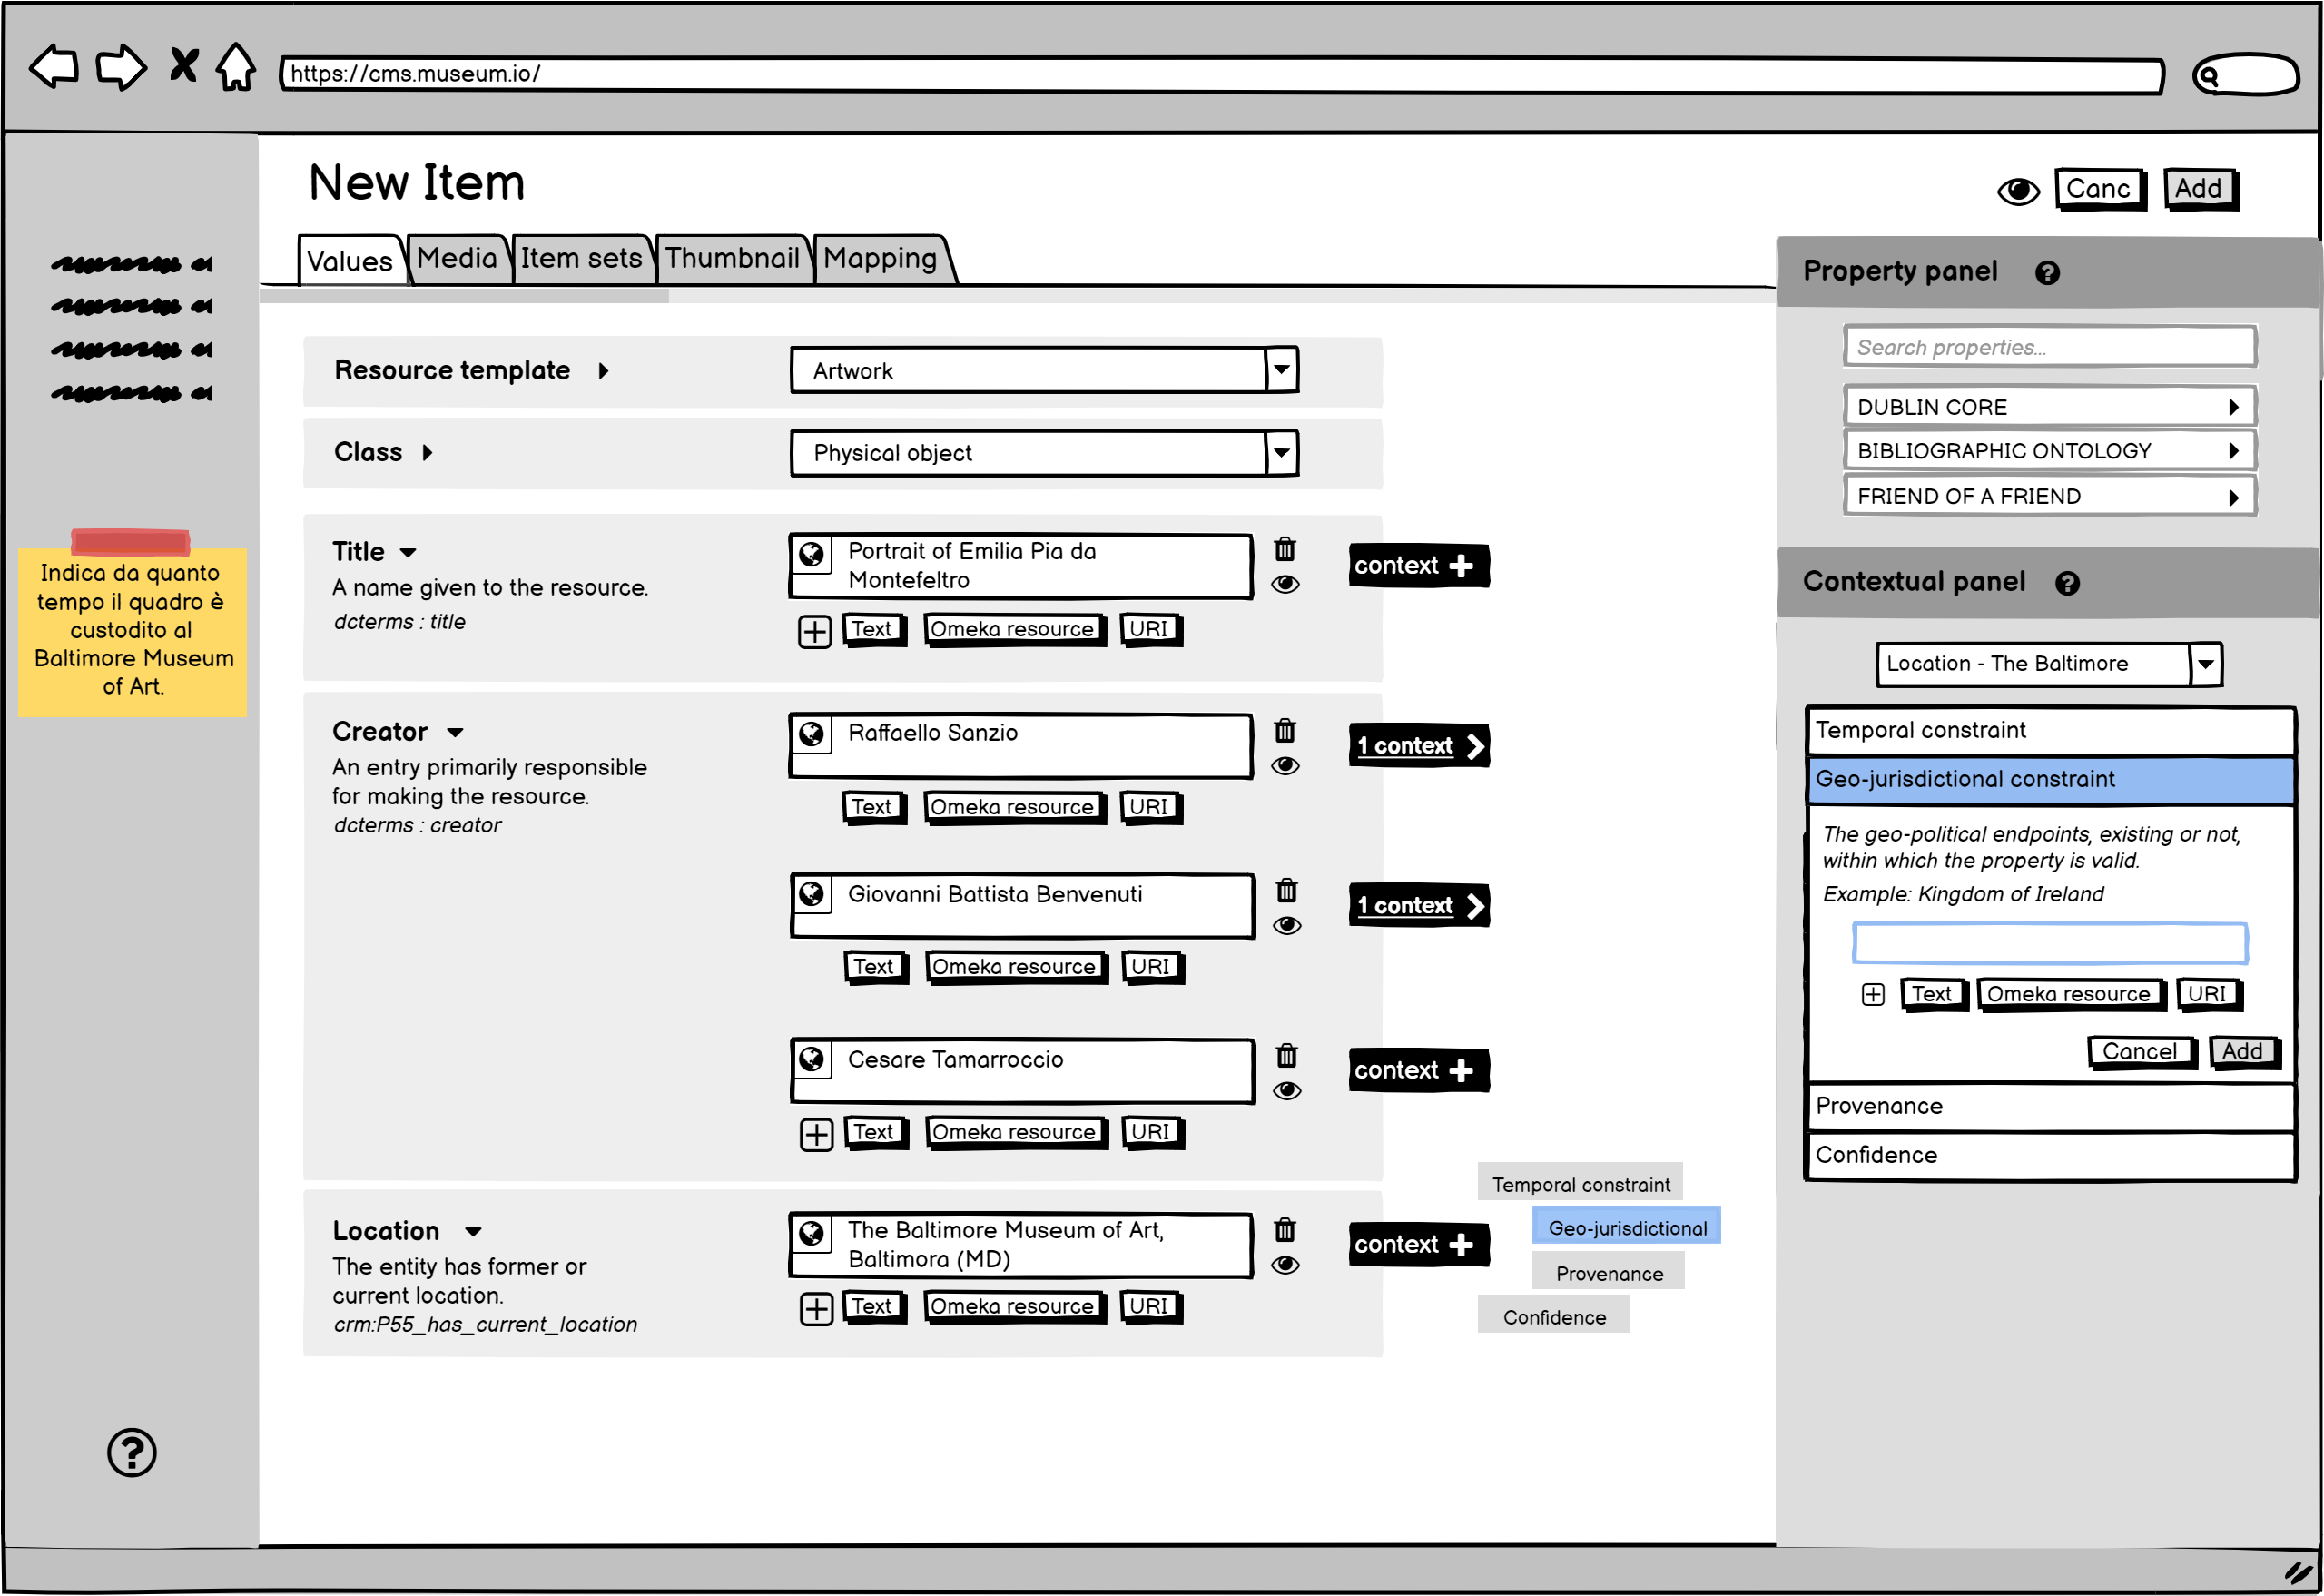 https://cms.museum.io/
New Item
Canc
Add
Values
Media
Item sets
Thumbnail
Mapping
Indica da quanto
tempo il quadro è
custodito al
Baltimore Museum
of Art.
Resource template
Artwork
Class
Physical object
Title
A name given to the resource.
dcterms : title
Portrait of Emilia Pia da
Montefeltro
Text
Omeka resource
URI
context
Creator
An entry primarily responsible
for making the resource.
dcterms : creator
Raffaello Sanzio
Text
Omeka resource
URI
1 context
Giovanni Battista Benvenuti
Text
Omeka resource
URI
1 context
Cesare Tamarroccio
Text
Omeka resource
URI
context
Location
The entity has former or
current location.
crm:P55_has_current_location
The Baltimore Museum of Art,
Baltimora (MD)
Text
Omeka resource
URI
context
Temporal constraint
Geo-jurisdictional
Provenance
Confidence
Property panel
Search properties...
DUBLIN CORE
BIBLIOGRAPHIC ONTOLOGY
FRIEND OF A FRIEND
Contextual panel
Location - The Baltimore
Temporal constraint
Geo-jurisdictional constraint
The geo-political endpoints, existing or not,
within which the property is valid.
Example: Kingdom of Ireland
Text
Omeka resource
URI
Cancel
Add
Provenance
Confidence